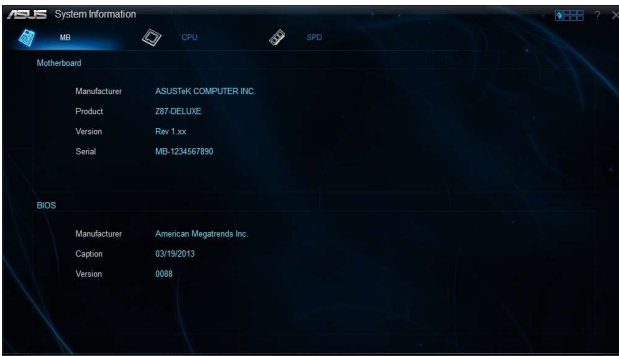 ASUS System Information ?
MB CPU SPD
Motherboard
Manufacturer ASUSTeK COMPUTER INC.
Product Z87-DELUXE
Version Rev 1.xx
Serial MB-1234567890
BIOS
Manufacturer American Megatrends Inc.
Caption 03/19/2013
Version 0088